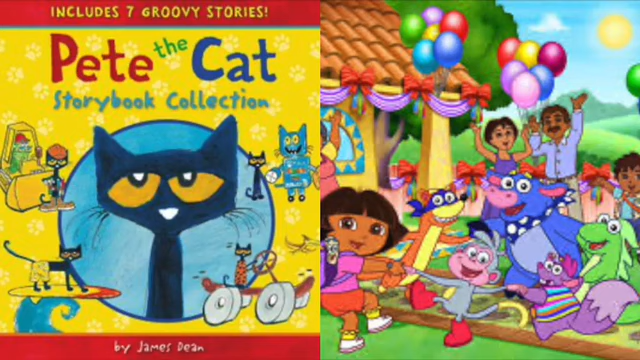 INCLUDES 7 GROOVY STORIES!
Pete the Cat
Storybook Collection
by James Dean